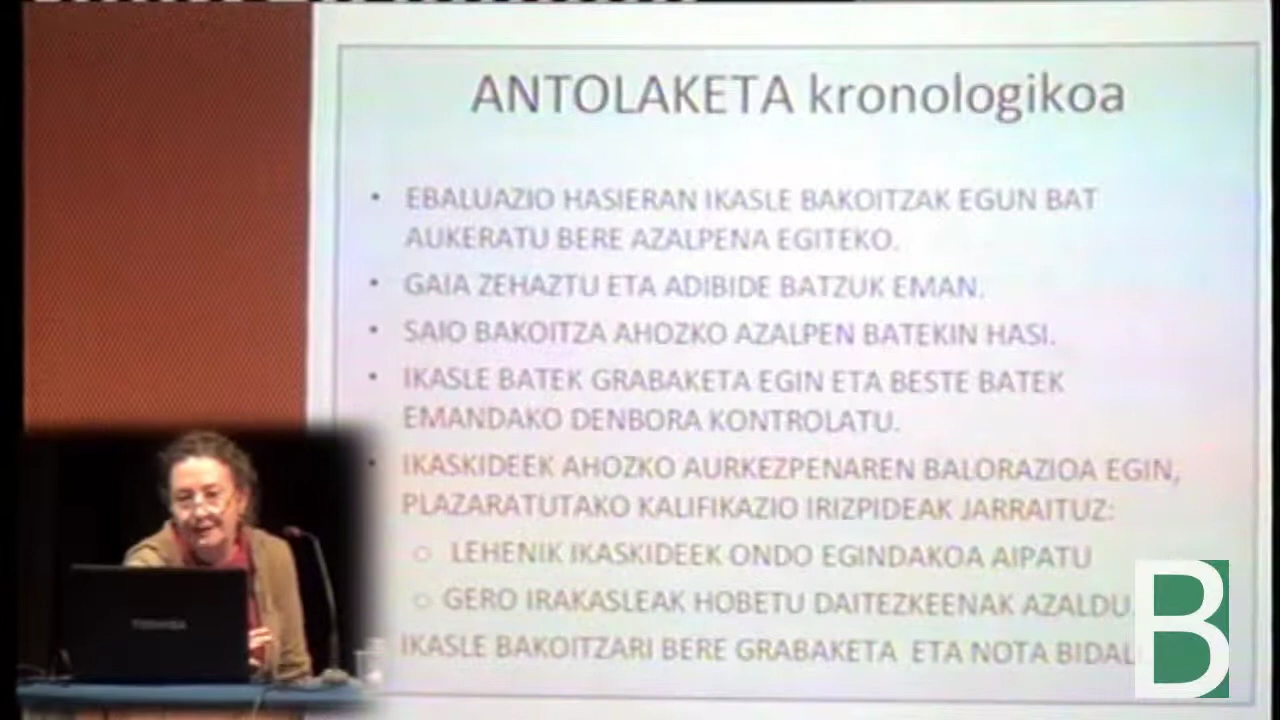 ANTOLAKETA kronologikoa
• EBALUAZIO HASIERAN IKASLE BAKOITZAK EGUN BAT
AUKERATU BERE AZALPENA EGITEKO.
• GAIA ZEHAZTU ETA ADIBIDE BATZUK EMAN.
• SAIO BAKOITZA AHOZKO AZALPEN BATEKIN HASI.
• IKASLE BATEK GRABAKETA EGIN ETA BESTE BATEK
EMANDAKO DENBORA KONTROLATU.
• IKASKIDEEK AHOZKO AURKEZPENAREN BALORAZIOA EGIN,
PLAZARATUTAKO KALIFIKAZIO IRIZPIDEAK JARRAITUZ:
○ LEHENIK IKASKIDEEK ONDO EGINDAKOA AIPATU
○ GERO IRAKASLEAK HOBETU DAITEZKEENAK AZALDU
IKASLE BAKOITZARI BERE GRABAKETA ETA NOTA BIDALI.
TOSHIBA
B